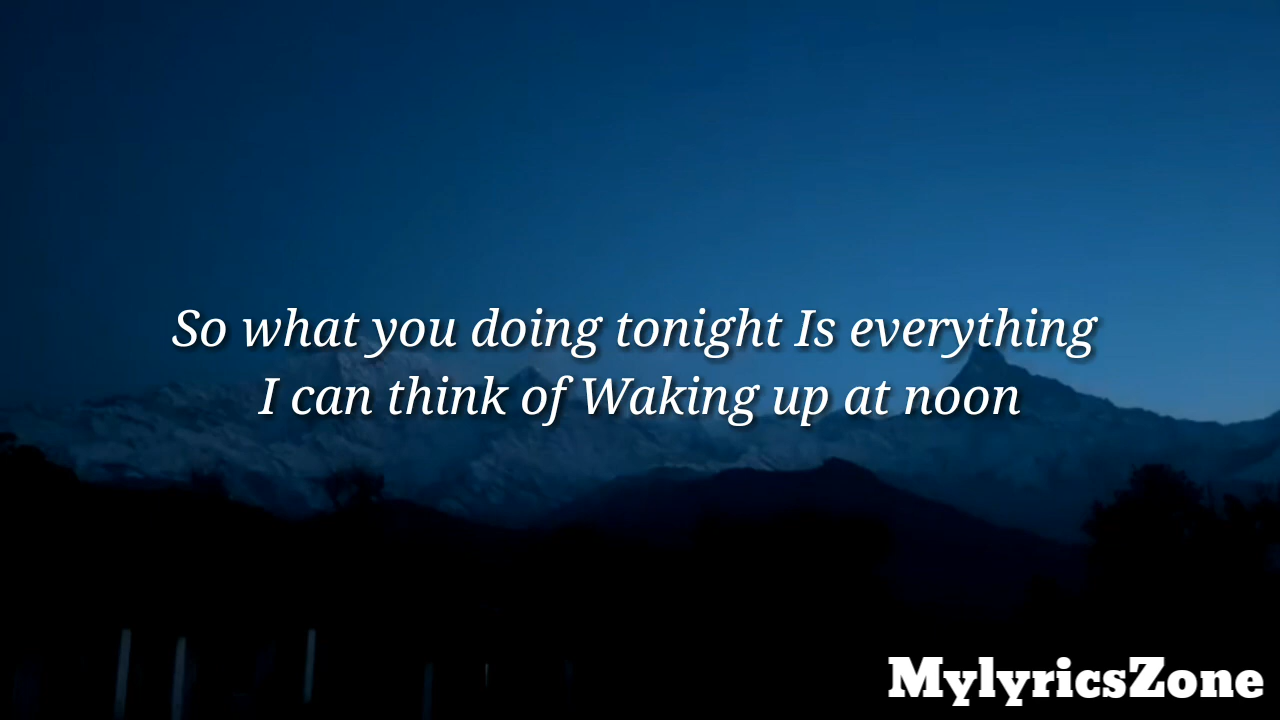 So what you doing tonight Is everything
I can think of Waking up at noon
MylyricsZone